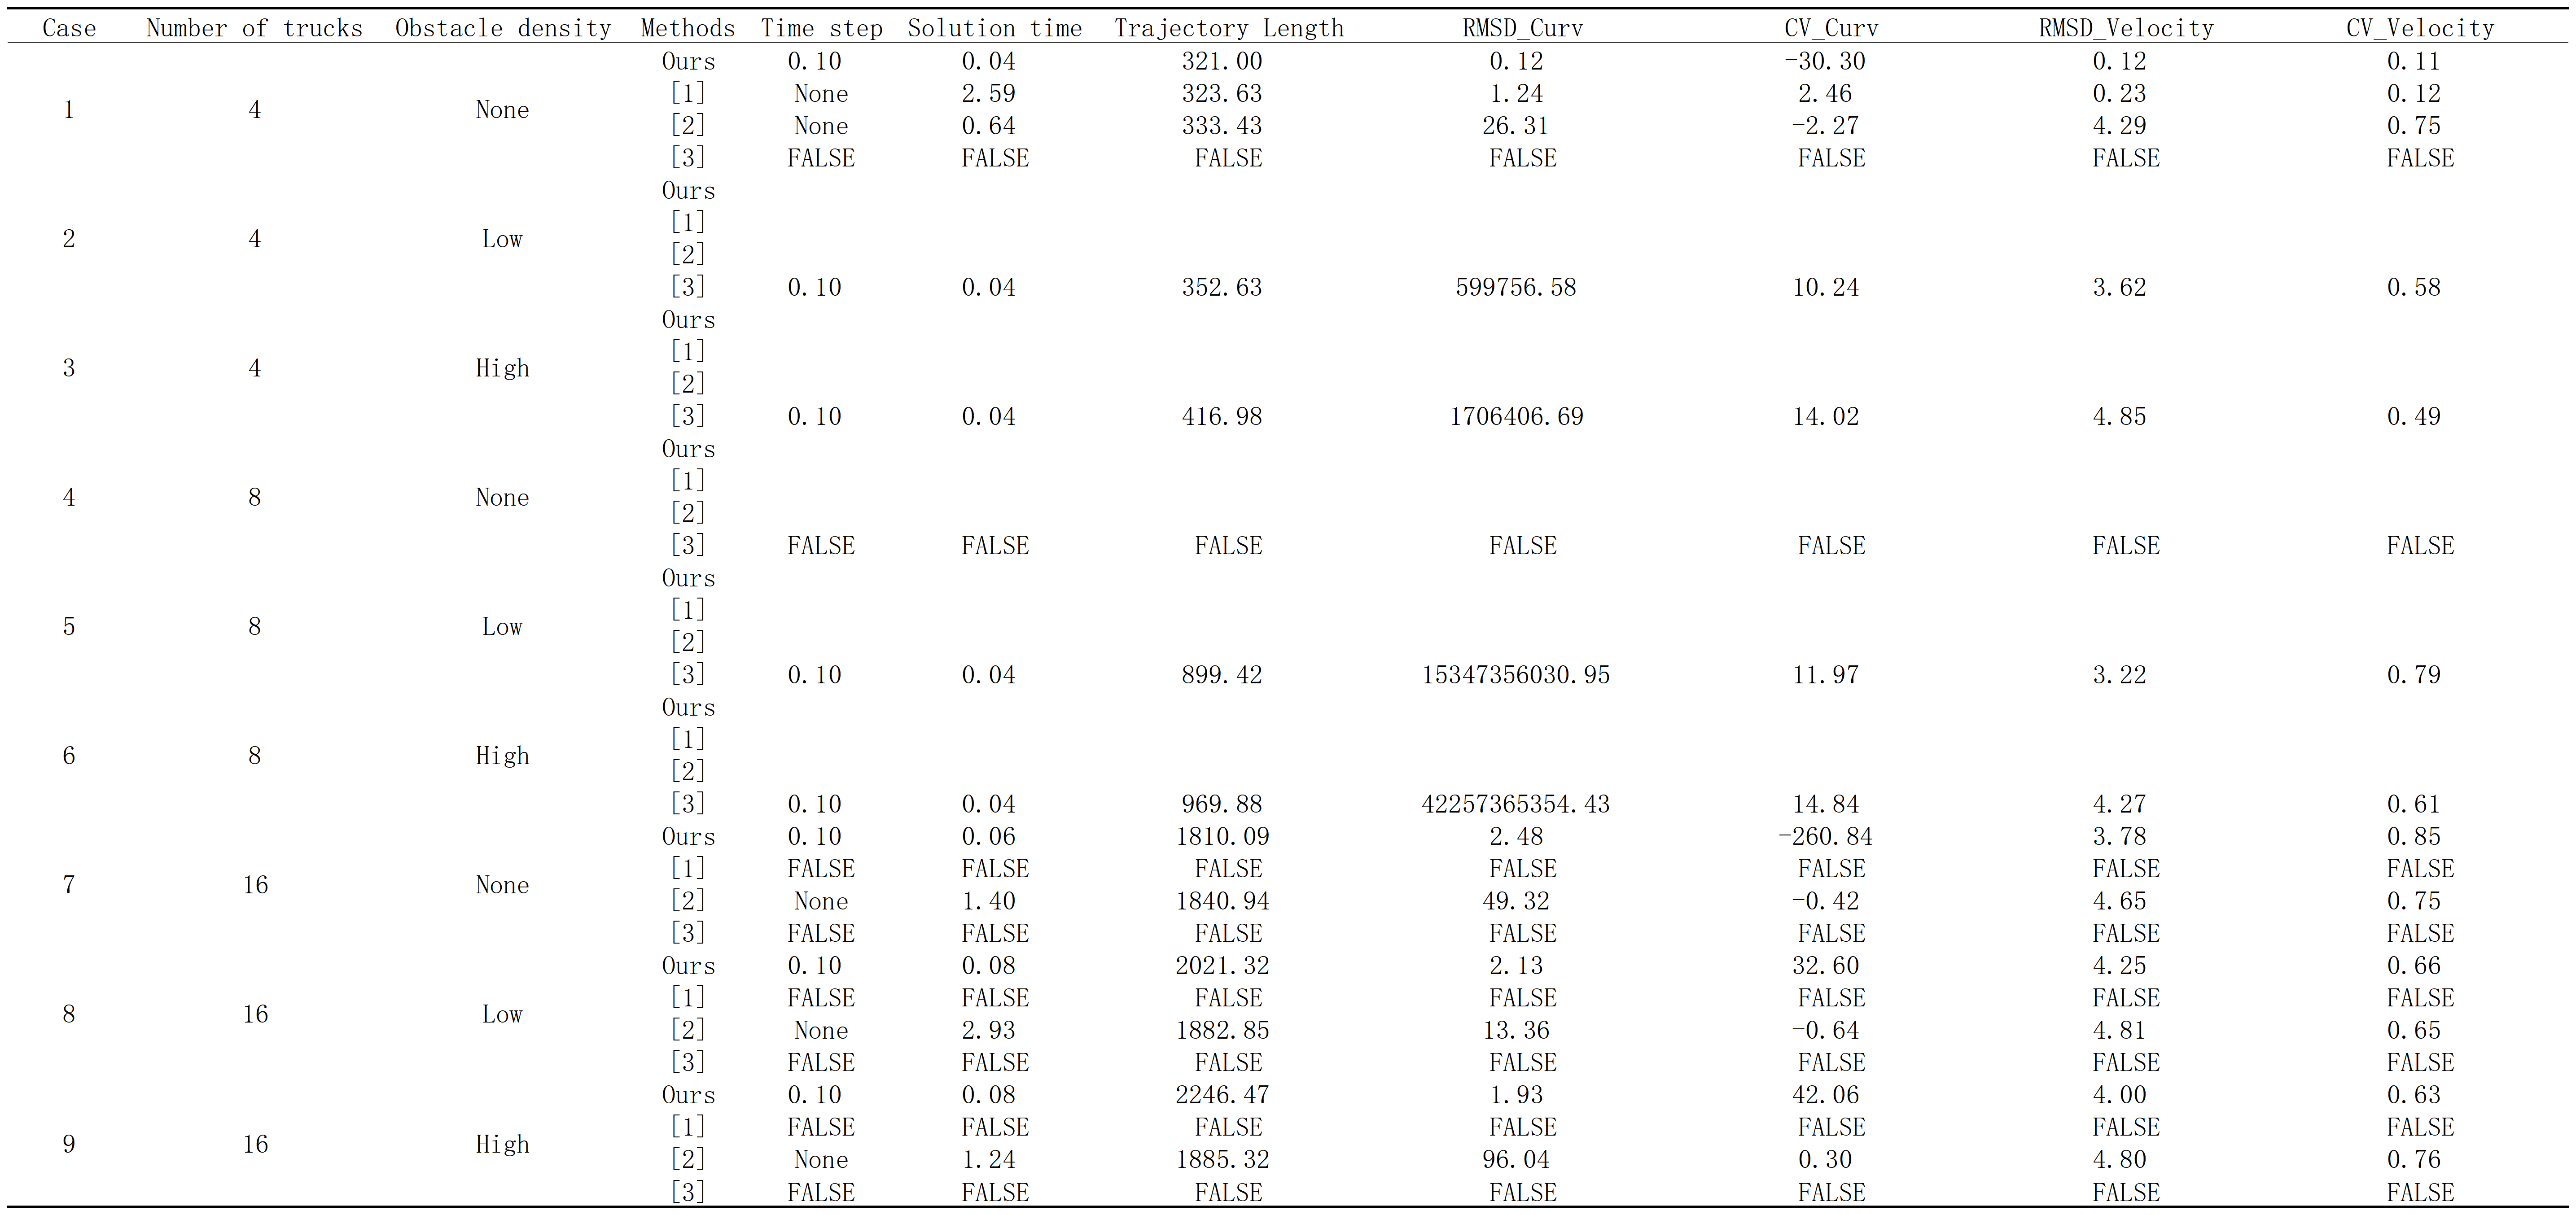 Case Number of trucks Obstacle density Methods Time step Solution time Trajectory Length RMSD_Curv CV_Curv RMSD_Velocity CV_Velocity
Ours 0.10 0.04 321.00 0.12 -30.30 0.12 0.11
[1] None 2.59 323.63 1.24 2.46 0.23 0.12
1 4 None
[2] None 0.64 333.43 26.31 -2.27 4.29 0.75
[3] FALSE FALSE FALSE FALSE FALSE FALSE FALSE
Ours
[1]
2 4 Low
[2]
[3] 0.10 0.04 352.63 599756.58 10.24 3.62 0.58
Ours
[1]
3 4 High
[2]
[3] 0.10 0.04 416.98 1706406.69 14.02 4.85 0.49
Ours
[1]
4 8 None
[2]
[3] FALSE FALSE FALSE FALSE FALSE FALSE FALSE
Ours
[1]
5 8 Low
[2]
[3] 0.10 0.04 899.42 15347356030.95 11.97 3.22 0.79
Ours
[1]
6 8 High
[2]
[3] 0.10 0.04 969.88 42257365354.43 14.84 4.27 0.61
Ours 0.10 0.06 1810.09 2.48 -260.84 3.78 0.85
[1] FALSE FALSE FALSE FALSE FALSE FALSE FALSE
7 16 None
[2] None 1.40 1840.94 49.32 -0.42 4.65 0.75
[3] FALSE FALSE FALSE FALSE FALSE FALSE FALSE
Ours 0.10 0.08 2021.32 2.13 32.60 4.25 0.66
[1] FALSE FALSE FALSE FALSE FALSE FALSE FALSE
8 16 Low
[2] None 2.93 1882.85 13.36 -0.64 4.81 0.65
[3] FALSE FALSE FALSE FALSE FALSE FALSE FALSE
Ours 0.10 0.08 2246.47 1.93 42.06 4.00 0.63
[1] FALSE FALSE FALSE FALSE FALSE FALSE FALSE
9 16 High
[2] None 1.24 1885.32 96.04 0.30 4.80 0.76
[3] FALSE FALSE FALSE FALSE FALSE FALSE FALSE